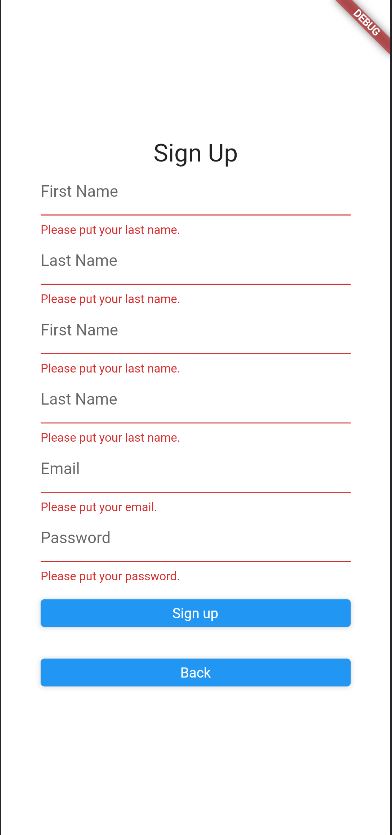 DEBUG
Sign Up
First Name
Please put your last name.
Last Name
Please put your last name.
First Name
Please put your last name.
Last Name
Please put your last name.
Email
Please put your email.
Password
Please put your password.
Sign up
Back